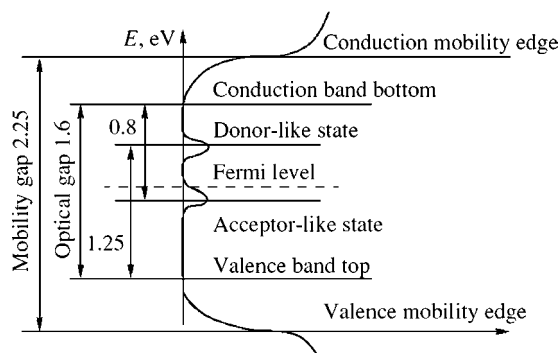 E, eV
Conduction mobility edge
Conduction band bottom
0.8
Donor-like state
Mobility gap 2.25
Optical gap 1.6
Fermi level
1.25
Acceptor-like state
Valence band top
Valence mobility edge